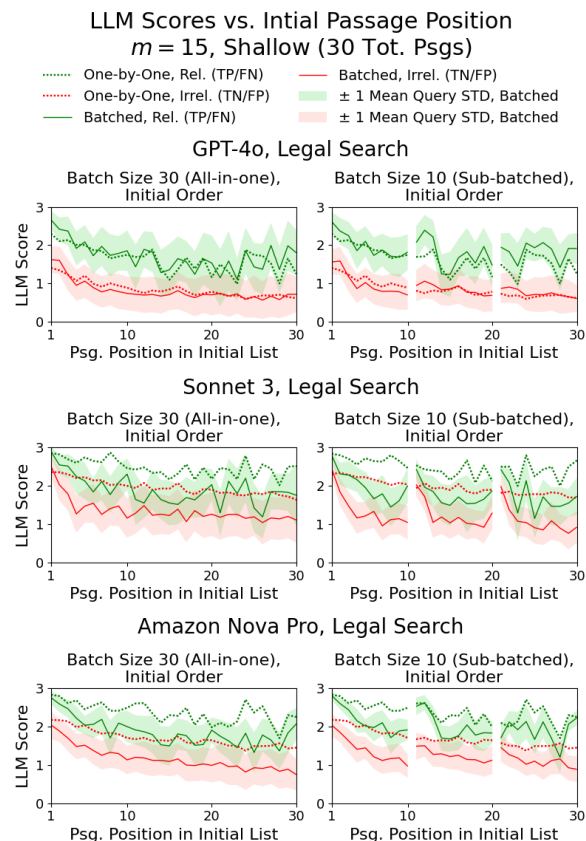 LLM Scores vs. Intial Passage Position
m = 15, Shallow (30 Tot. Psgs)
One-by-One, Rel. (TP/FN)
One-by-One, Irrel. (TN/FP)
Batched, Rel. (TP/FN)
Batched, Irrel. (TN/FP)
± 1 Mean Query STD, Batched
± 1 Mean Query STD, Batched
GPT-4o, Legal Search
Batch Size 30 (All-in-one),
Initial Order
Batch Size 10 (Sub-batched),
Initial Order
LLM Score
3
2
1
0
1 10 20 30
1 10 20 30
Psg. Position in Initial List
Psg. Position in Initial List
Sonnet 3, Legal Search
Batch Size 30 (All-in-one),
Initial Order
Batch Size 10 (Sub-batched),
Initial Order
LLM Score
3
2
1
0
1 10 20 30
1 10 20 30
Psg. Position in Initial List
Psg. Position in Initial List
Amazon Nova Pro, Legal Search
Batch Size 30 (All-in-one),
Initial Order
Batch Size 10 (Sub-batched),
Initial Order
LLM Score
3
2
1
0
1 10 20 30
1 10 20 30
Psg. Position in Initial List
Psg. Position in Initial List